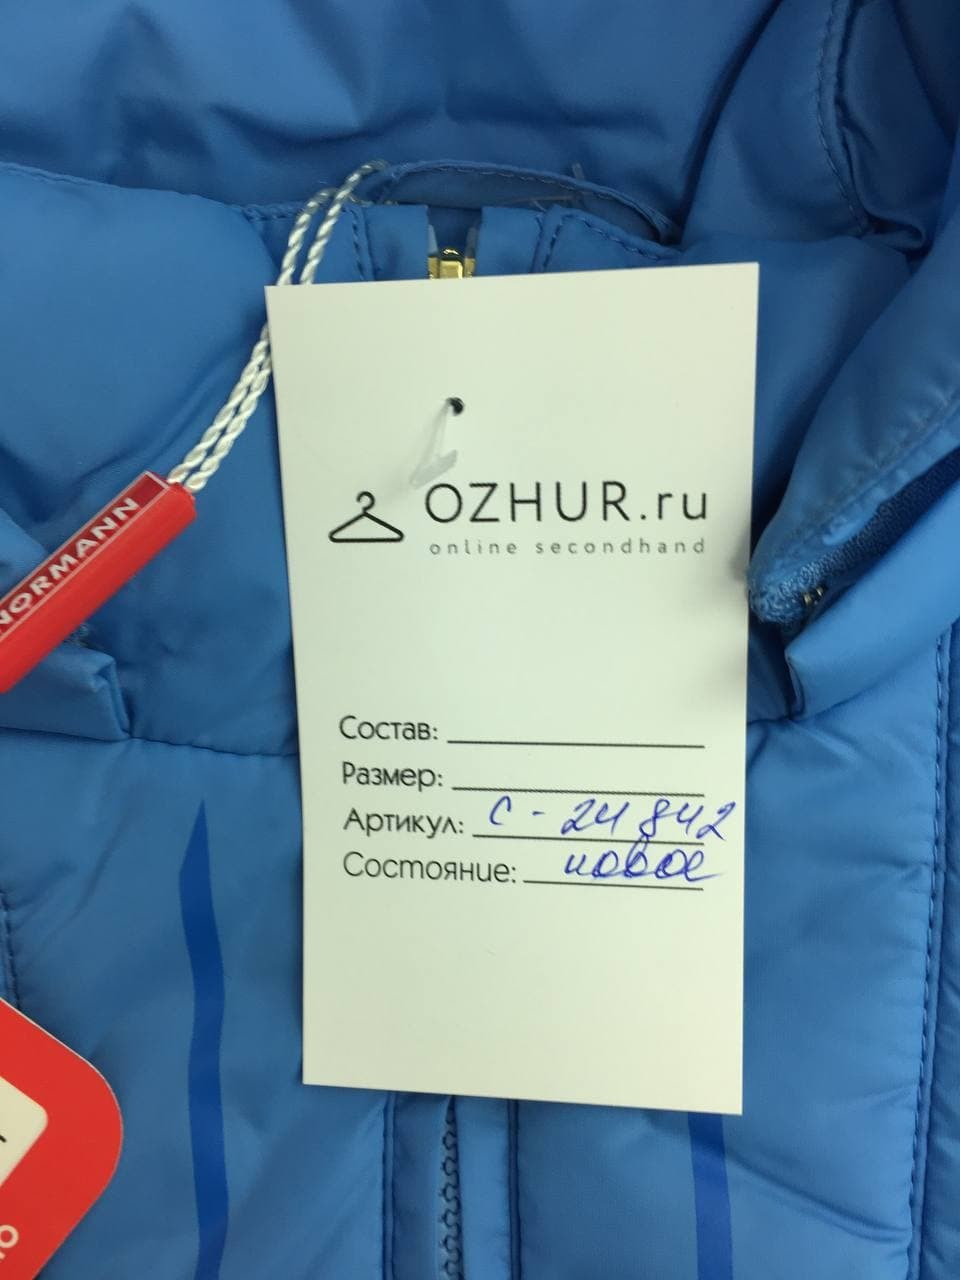 OZHUR.ru
online secondhand
NORMANN
Состав:
Размер:
Артикул: С - 24 842
Состояние: новое